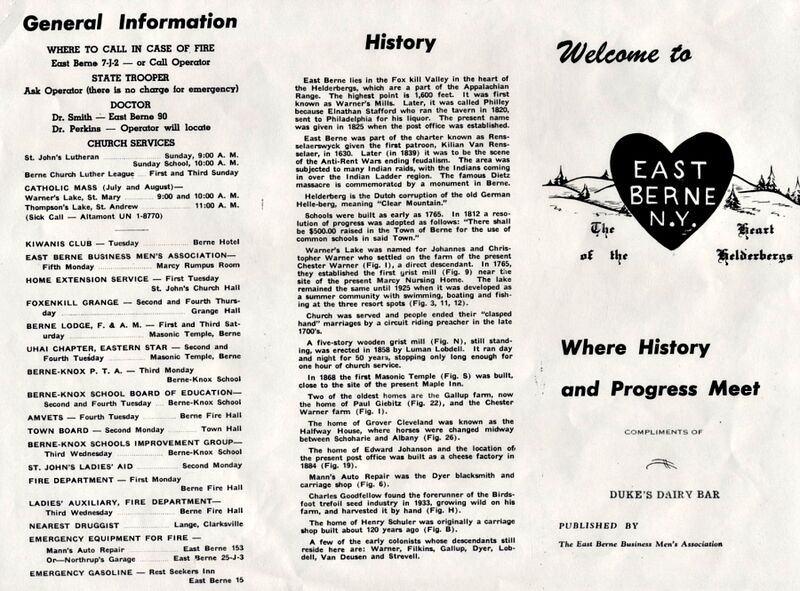 General Information
WHERE TO CALL IN CASE OF FIRE
East Berne 7-J-2 — or Call Operator
STATE TROOPER
Ask Operator (there is no charge for emergency)
DOCTOR
Dr. Smith — East Berne 90
Dr. Perkins — Operator will locate
CHURCH SERVICES
St. John's Lutheran Sunday, 9:00 A. M.
Sunday School, 10:00 A. M.
Berne Church Luther League First and Third Sunday
CATHOLIC MASS (July and August)—
Warner's Lake, St. Mary 9:00 and 10:00 A. M.
Thompson's Lake, St. Andrew 11:00 A. M.
(Sick Call – Altamont UN 1-8770)
KIWANIS CLUB — Tuesday Berne Hotel
EAST BERNE BUSINESS MEN'S ASSOCIATION—
Fifth Monday Marcy Rumpus Room
HOME EXTENSION SERVICE — First Tuesday
St. John's Church Hall
FOXENKILL GRANGE — Second and Fourth Thurs-
day Grange Hall
BERNE LODGE, F. & A. M. — First and Third Sat-
urday Masonic Temple, Berne
UHAI CHAPTER, EASTERN STAR — Second and
Fourth Tuesday Masonic Temple, Berne
BERNE-KNOX P. T. A. — Third Monday
Berne-Knox School
BERNE-KNOX SCHOOL BOARD OF EDUCATION—
Second and Fourth Tuesday Berne-Knox School
AMVETS — Fourth Tuesday Berne Fire Hall
TOWN BOARD — Second Monday Town Hall
BERNE-KNOX SCHOOLS IMPROVEMENT GROUP—
Third Wednesday Berne-Knox School
ST. JOHN'S LADIES' AID Second Monday
FIRE DEPARTMENT — First Monday
Berne Fire Hall
LADIES' AUXILIARY, FIRE DEPARTMENT—
Third Wednesday Berne Fire Hall
NEAREST DRUGGIST Lange, Clarksville
EMERGENCY EQUIPMENT FOR FIRE —
Mann's Auto Repair East Berne 153
Or—Northrup's Garage East Berne 25-J-3
EMERGENCY GASOLINE — Rest Seekers Inn
East Berne 15
History
East Berne lies in the Fox kill Valley in the heart of
the Helderbergs, which are a part of the Appalachian
Range. The highest point is 1,600 feet. It was first
known as Warner's Mills. Later, it was called Philley
because Elnathan Stafford who ran the tavern in 1820,
sent to Philadelphia for his liquor. The present name
was given in 1825 when the post office was established.
East Berne was part of the charter known as Rens-
selaerswyck given the first patroon, Kilian Van Rens-
selaer, in 1630. Later (in 1839) it was to be the scene
of the Anti-Rent Wars ending feudalism. The area was
subjected to many Indian raids, with the Indians coming
in over the Indian Ladder region. The famous Dietz
massacre is commemorated by a monument in Berne.
Helderberg is the Dutch corruption of the old German
Helle-berg, meaning "Clear Mountain."
Schools were built as early as 1765. In 1812 a reso-
lution of progress was adopted as follows: "There shall
be $500.00 raised in the Town of Berne for the use of
common schools in said Town."
Warner's Lake was named for Johannes and Chris-
topher Warner who settled on the farm of the present
Chester Warner (Fig. I), a direct descendant. In 1765,
they established the first grist mill (Fig. 9) near the
site of the present Marcy Nursing Home. The lake
remained the same until 1925 when it was developed as
a summer community with swimming, boating and fish-
ing at the three resort spots (Fig. 3, 11, 12).
Church was served and people ended their "clasped
hand" marriages by a circuit riding preacher in the late
1700's.
A five-story wooden grist mill (Fig. N), still stand-
ing, was erected in 1858 by Luman Lobdell. It ran day
and night for 50 years, stopping only long enough for
one hour of church service.
In 1868 the first Masonic Temple (Fig. S) was built,
close to the site of the present Maple Inn.
Two of the oldest homes are the Gallup farm, now
the home of Paul Giebitz (Fig. 22), and the Chester
Warner farm (Fig. I).
The home of Grover Cleveland was known as the
Halfway House, where horses were changed midway
between Schoharie and Albany (Fig. 26).
The home of Edward Johanson and the location of
the present post office was built as a cheese factory in
1884 (Fig. 19).
Mann's Auto Repair was the Dyer blacksmith and
carriage shop (Fig. 6).
Charles Goodfellow found the forerunner of the Birds-
foot trefoil seed industry in 1933, growing wild on his
farm, and harvested it by hand (Fig. H).
The home of Henry Schuler was originally a carriage
shop built about 120 years ago (Fig. B).
A few of the early colonists whose descendants still
reside here are: Warner, Filkins, Gallup, Dyer, Lob-
dell, Van Deusen and Strevell.
Welcome to
EAST
BERNE
N.Y.
The Heart
of the Helderbergs
Where History
and Progress Meet
COMPLIMENTS OF
DUKE'S DAIRY BAR
PUBLISHED BY
The East Berne Business Men's Association